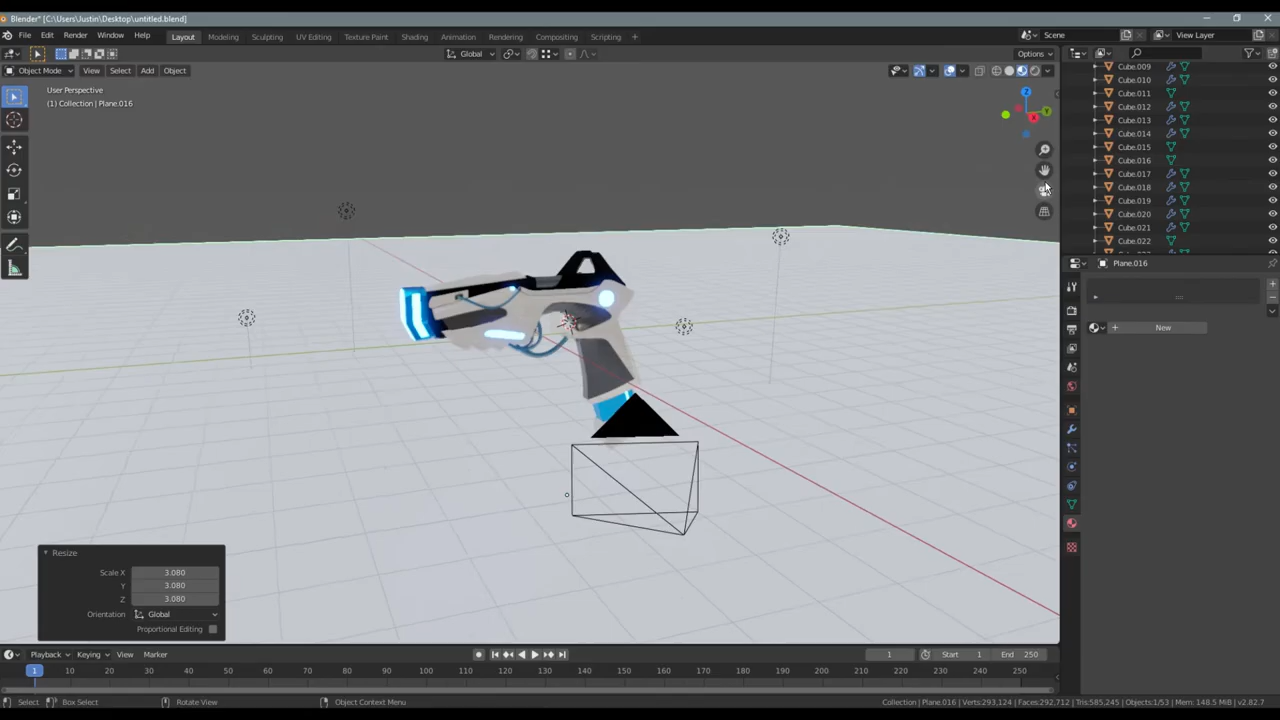 Blender* [C:\Users\Justin\Desktop\untitled.blend]
File Edit Render Window Help Layout Modeling Sculpting UV Editing Texture Paint Shading Animation Rendering Compositing Scripting Scene View Layer
Global Options
Object Mode View Select Add Object
User Perspective
(1) Collection | Plane.016
Z
Y
X
Cube.009
Cube.010
Cube.011
Cube.012
Cube.013
Cube.014
Cube.015
Cube.016
Cube.017
Cube.018
Cube.019
Cube.020
Cube.021
Cube.022
Plane.016
New
Resize
Scale X 3.080
Y 3.080
Z 3.080
Orientation Global
Proportional Editing
Playback Keying View Marker 1 Start 1 End 250
1 10 20 30 40 50 60 70 80 90 100 110 120 130 140 150 160 170 180 190 200 210 220 230 240 250
Select Box Select Rotate View Object Context Menu Collection | Plane.016 | Verts:293,124 | Faces:292,712 | Tris:585,245 | Objects:1/53 | Mem: 148.5 MiB | v2.82.7